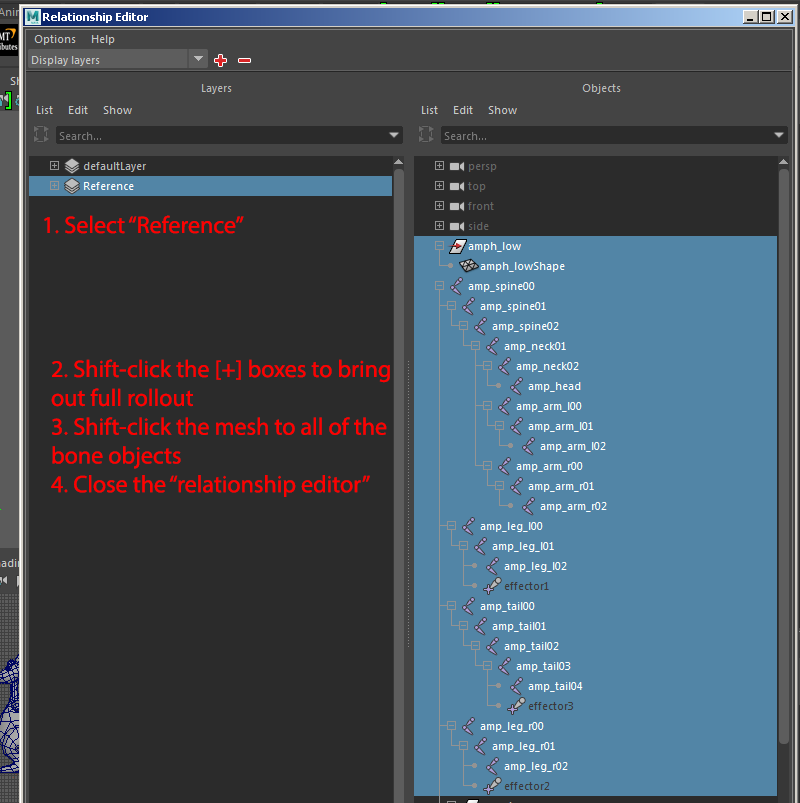 Relationship Editor
Options Help
Display layers
Layers
Objects
List Edit Show
List Edit Show
Search...
Search...
defaultLayer
Reference
1. Select “Reference”
2. Shift-click the [+] boxes to bring
out full rollout
3. Shift-click the mesh to all of the
bone objects
4. Close the “relationship editor”
persp
top
front
side
amph_low
amph_lowShape
amp_spine00
amp_spine01
amp_spine02
amp_neck01
amp_neck02
amp_head
amp_arm_l00
amp_arm_l01
amp_arm_l02
amp_arm_r00
amp_arm_r01
amp_arm_r02
amp_leg_l00
amp_leg_l01
amp_leg_l02
effector1
amp_tail00
amp_tail01
amp_tail02
amp_tail03
amp_tail04
effector3
amp_leg_r00
amp_leg_r01
amp_leg_r02
effector2